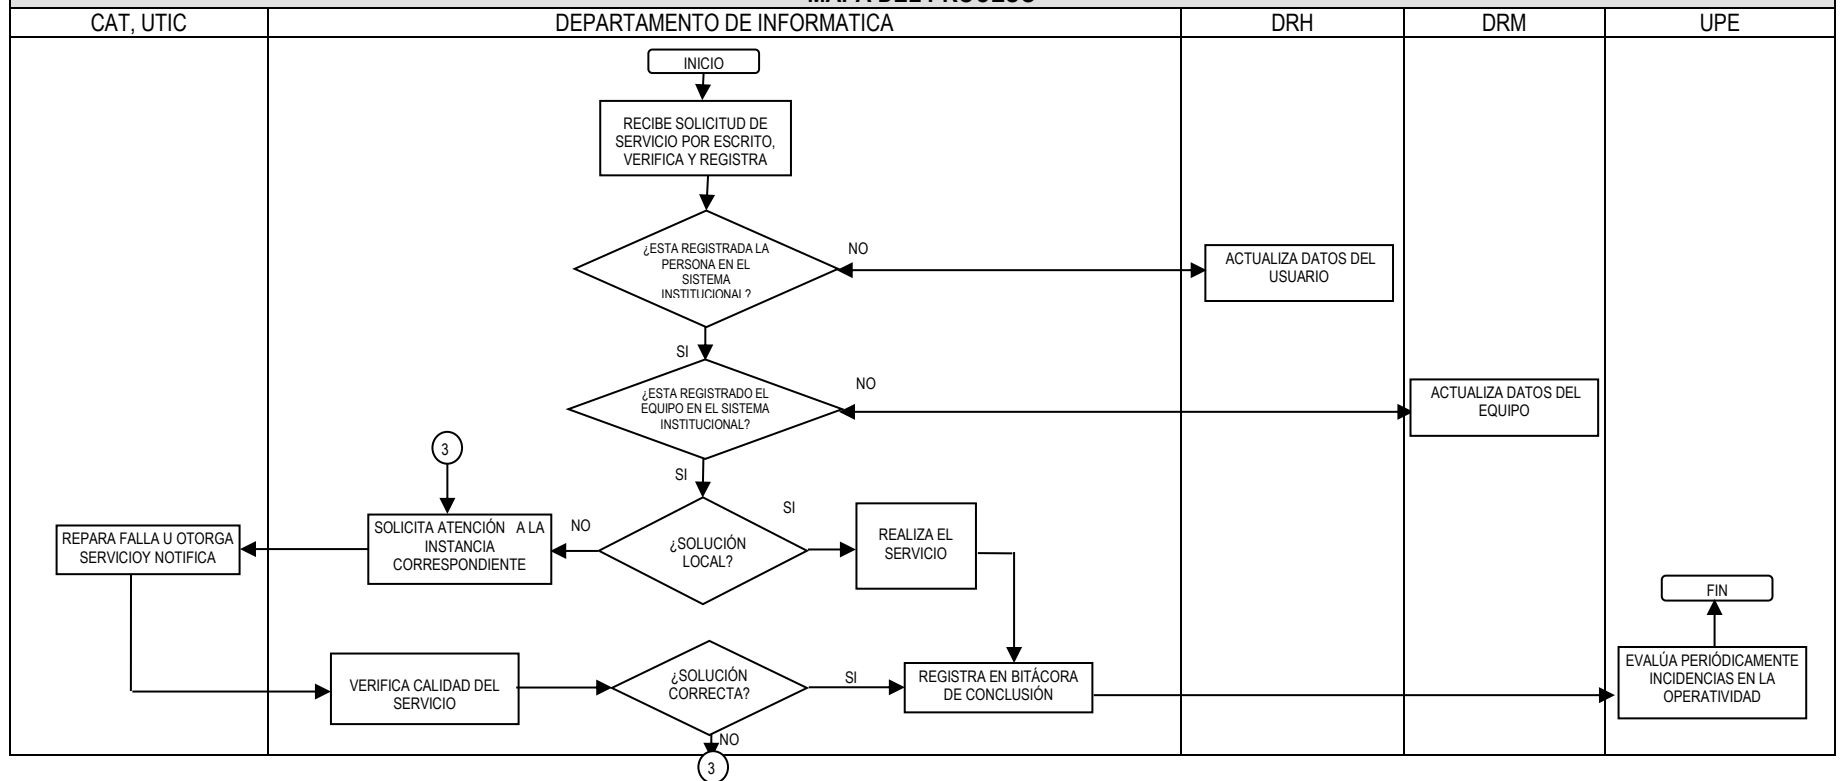 MAPA DEL PROCESO
CAT, UTIC
DEPARTAMENTO DE INFORMATICA
DRH
DRM
UPE
INICIO
RECIBE SOLICITUD DE
SERVICIO POR ESCRITO,
VERIFICA Y REGISTRA
¿ESTA REGISTRADA LA
PERSONA EN EL
SISTEMA
INSTITUCIONAL?
NO
ACTUALIZA DATOS DEL
USUARIO
SI
¿ESTA REGISTRADO EL
EQUIPO EN EL SISTEMA
INSTITUCIONAL?
NO
ACTUALIZA DATOS DEL
EQUIPO
3
SI
SI
REPARA FALLA U OTORGA
SERVICIOY NOTIFICA
SOLICITA ATENCIÓN A LA
INSTANCIA
CORRESPONDIENTE
NO
¿SOLUCIÓN
LOCAL?
REALIZA EL
SERVICIO
FIN
VERIFICA CALIDAD DEL
SERVICIO
¿SOLUCIÓN
CORRECTA?
SI
REGISTRA EN BITÁCORA
DE CONCLUSIÓN
EVALÚA PERIÓDICAMENTE
INCIDENCIAS EN LA
OPERATIVIDAD
NO
3